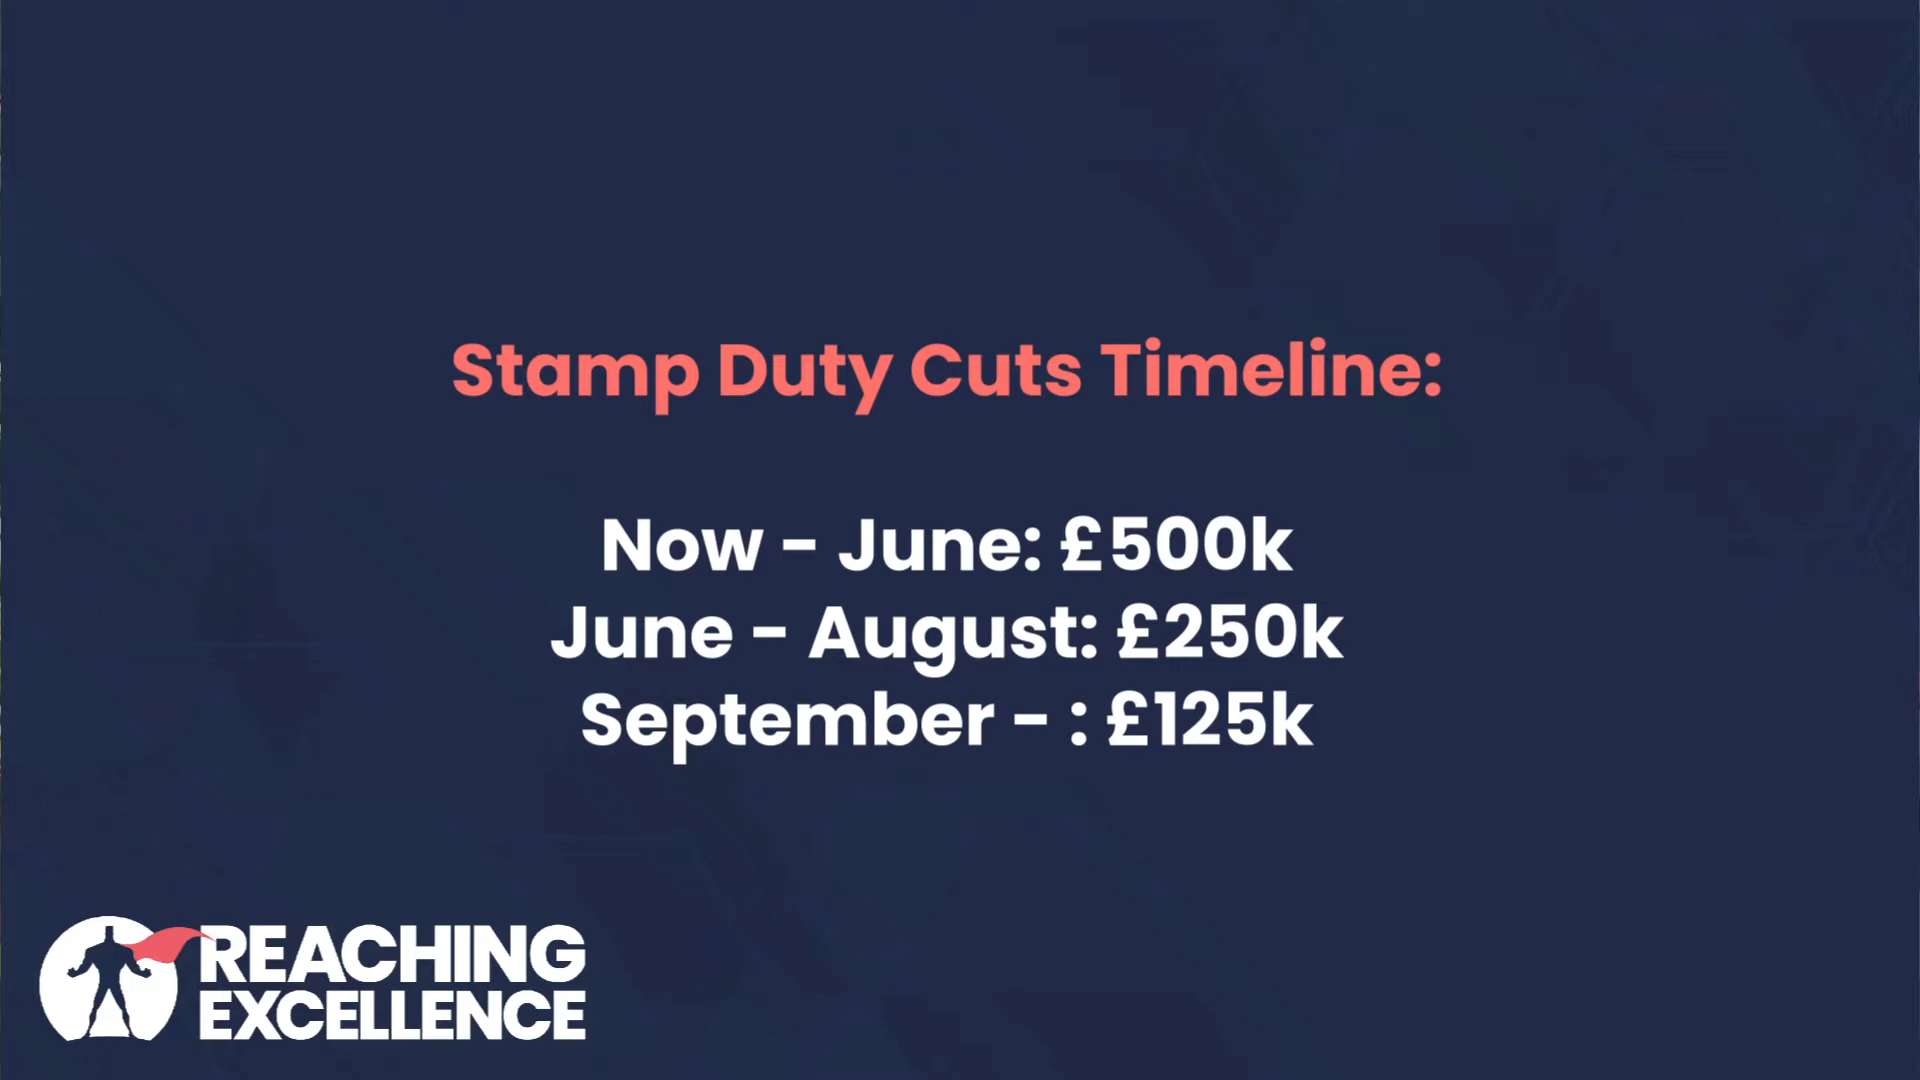 Stamp Duty Cuts Timeline:
Now - June: £500k
June - August: £250k
September - : £125k
REACHING
EXCELLENCE